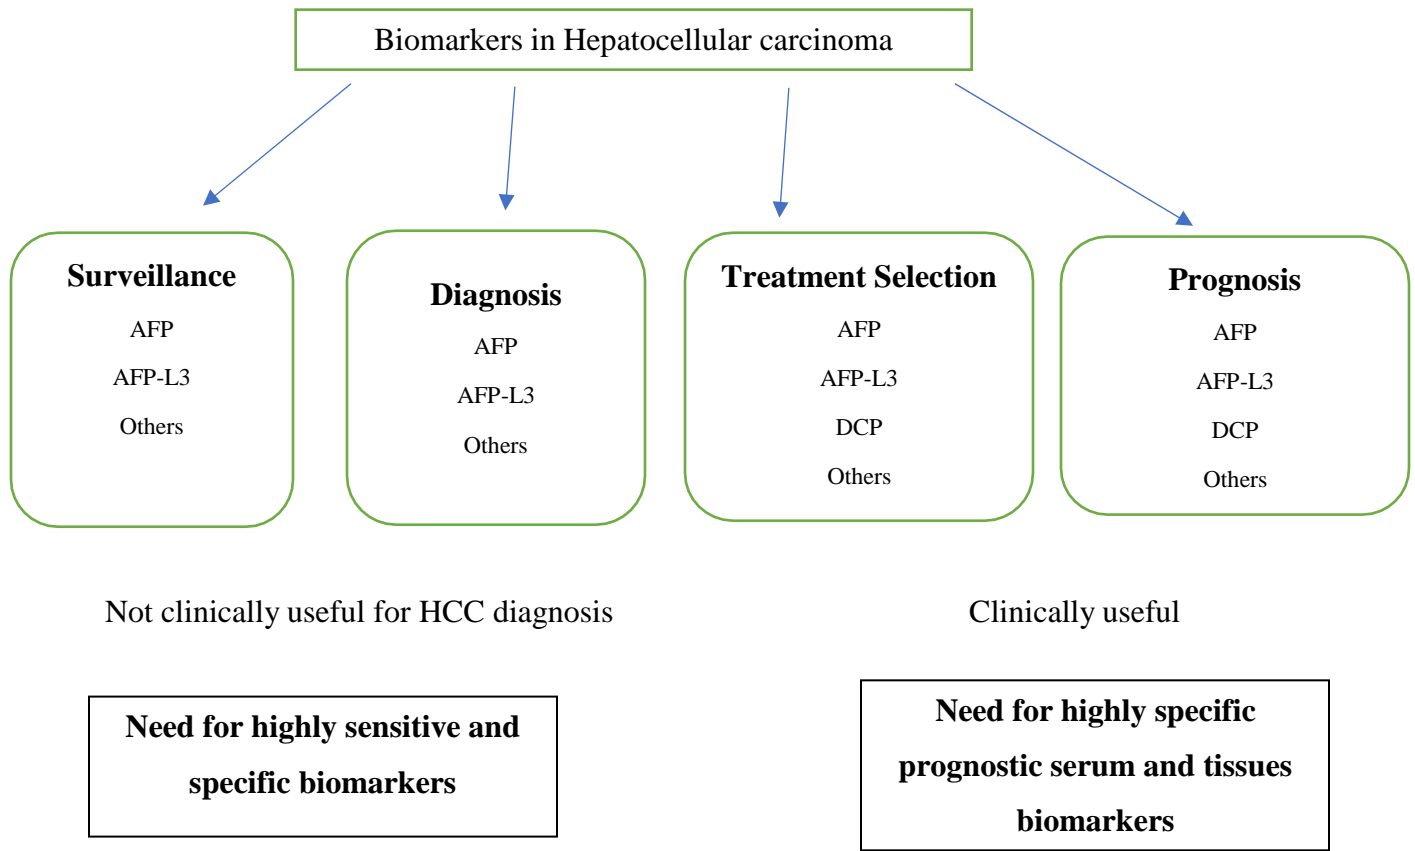 Biomarkers in Hepatocellular carcinoma
Surveillance
AFP
AFP-L3
Others
Diagnosis
AFP
AFP-L3
Others
Treatment Selection
AFP
AFP-L3
DCP
Others
Prognosis
AFP
AFP-L3
DCP
Others
Not clinically useful for HCC diagnosis
Clinically useful
Need for highly sensitive and
specific biomarkers
Need for highly specific
prognostic serum and tissues
biomarkers